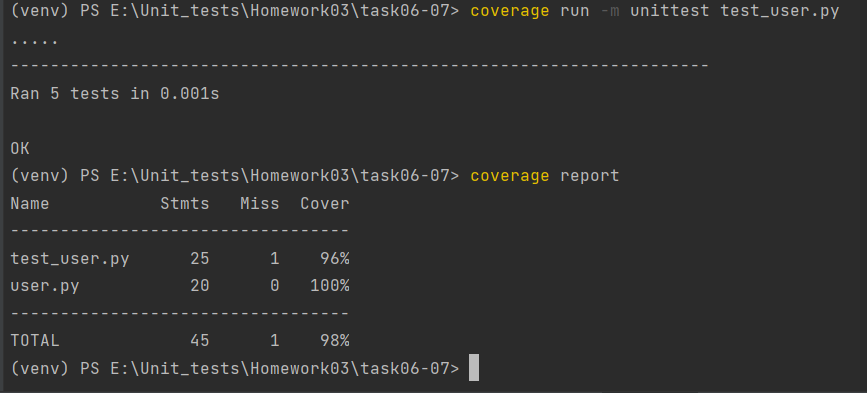 (venv) PS E:\Unit_tests\Homework03\task06-07> coverage run -m unittest test_user.py
.....
----------------------------------------------------------------------
Ran 5 tests in 0.001s
OK
(venv) PS E:\Unit_tests\Homework03\task06-07> coverage report
Name           Stmts   Miss  Cover
----------------------------------
test_user.py      25      1    96%
user.py           20      0   100%
----------------------------------
TOTAL             45      1    98%
(venv) PS E:\Unit_tests\Homework03\task06-07>